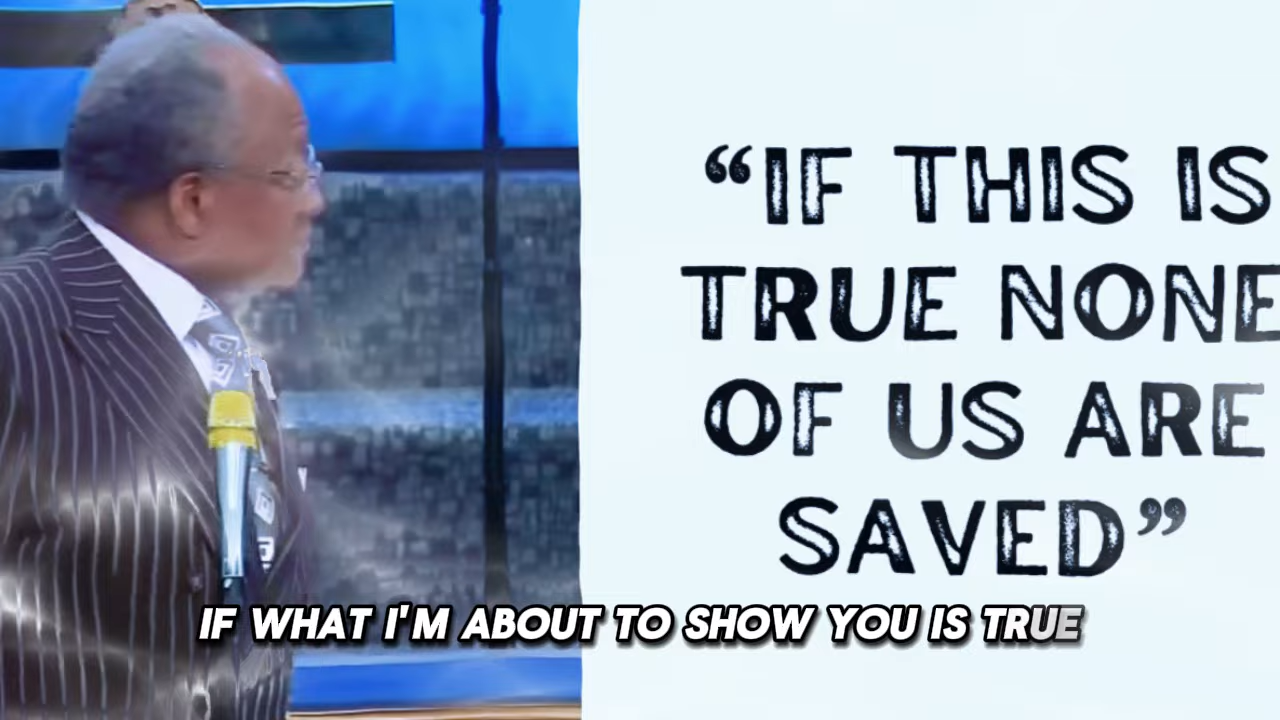 “IF THIS IS
TRUE NONE
OF US ARE
SAVED”
IF WHAT I'M ABOUT TO SHOW YOU IS TRUE